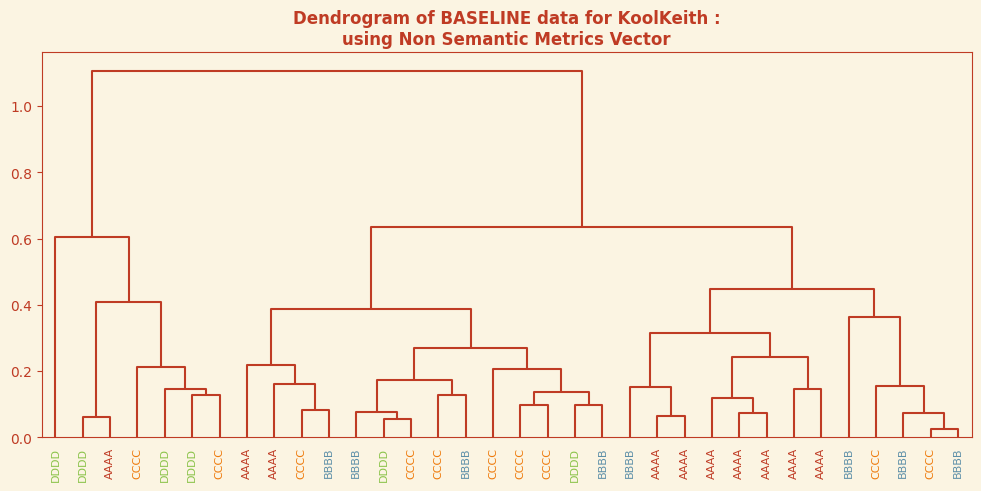 Dendrogram of BASELINE data for KoolKeith :
using Non Semantic Metrics Vector
1.0
0.8
0.6
0.4
0.2
0.0
DDDD DDDD AAAA CCCC DDDD DDDD CCCC AAAA AAAA CCCC BBBB BBBB DDDD CCCC CCCC BBBB CCCC CCCC CCCC DDDD BBBB BBBB AAAA AAAA AAAA AAAA AAAA AAAA AAAA BBBB CCCC BBBB CCCC BBBB